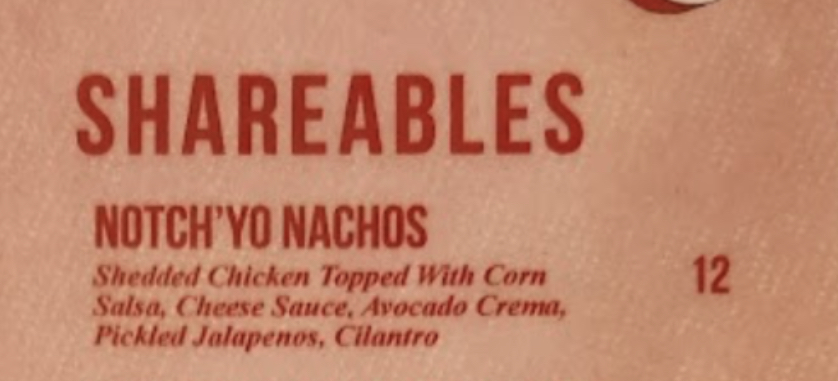 SHAREABLES
NOTCH'YO NACHOS
Shedded Chicken Topped With Corn
Salsa, Cheese Sauce, Avocado Crema,
Pickled Jalapenos, Cilantro
12